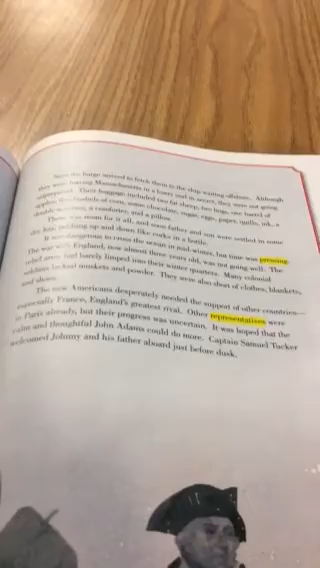 Soon the barge arrived to fetch them to the ship waiting offshore. Although
they were leaving Massachusetts in a hurry and in secret, they were not going
unprepared. Their baggage included two fat sheep, two hogs, one barrel of
apples, five bushels of corn, some chocolate, sugar, eggs, paper, quills, ink, a
double mattress, a comforter, and a pillow.
There was room for it all, and soon father and son were settled in some
dry hay, bobbing up and down like corks in a bottle.
It was dangerous to cross the ocean in mid-winter, but time was pressing.
The war with England, now almost three years old, was not going well. The
rebel army had barely limped into their winter quarters. Many colonial
soldiers lacked muskets and powder. They were also short of clothes, blankets,
and shoes.
The new Americans desperately needed the support of other countries—
especially France, England's greatest rival. Other representatives were
in Paris already, but their progress was uncertain. It was hoped that the
calm and thoughtful John Adams could do more. Captain Samuel Tucker
welcomed Johnny and his father aboard just before dusk.